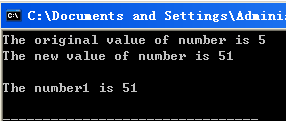 C:\Documents and Settings\Adminis
The original value of number is 5
The new value of number is 51
The number1 is 51